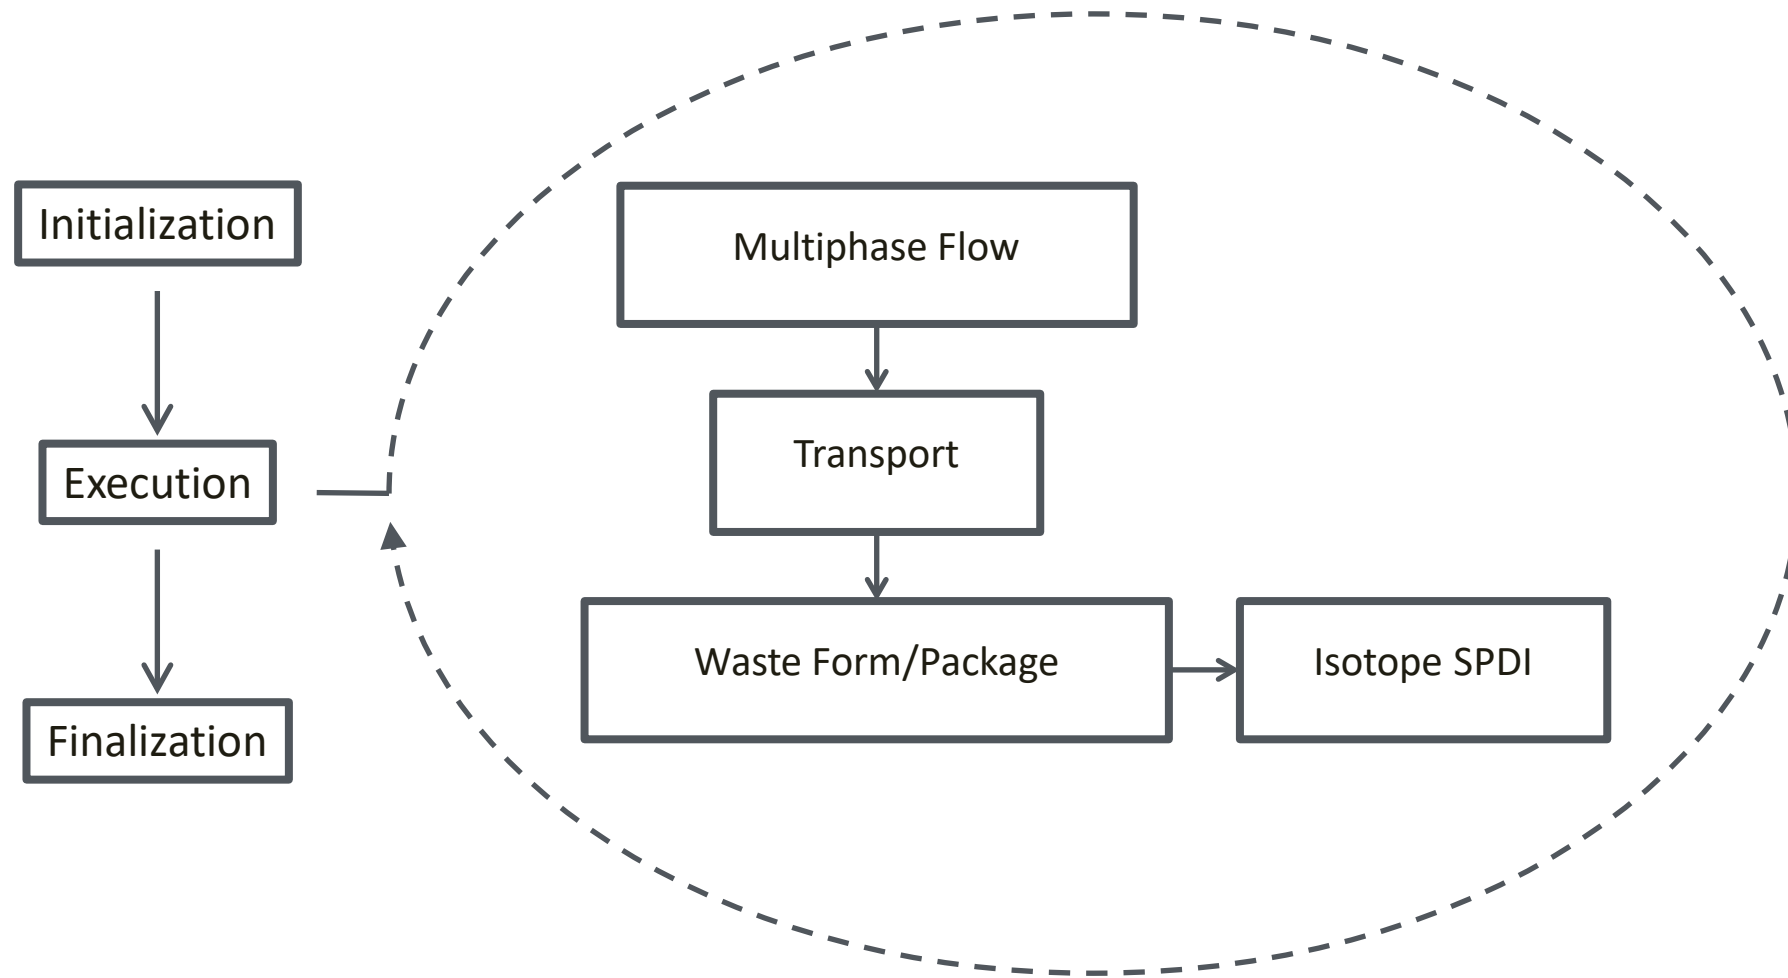 Initialization
Execution
Finalization
Multiphase Flow
Transport
Waste Form/Package
Isotope SPDI